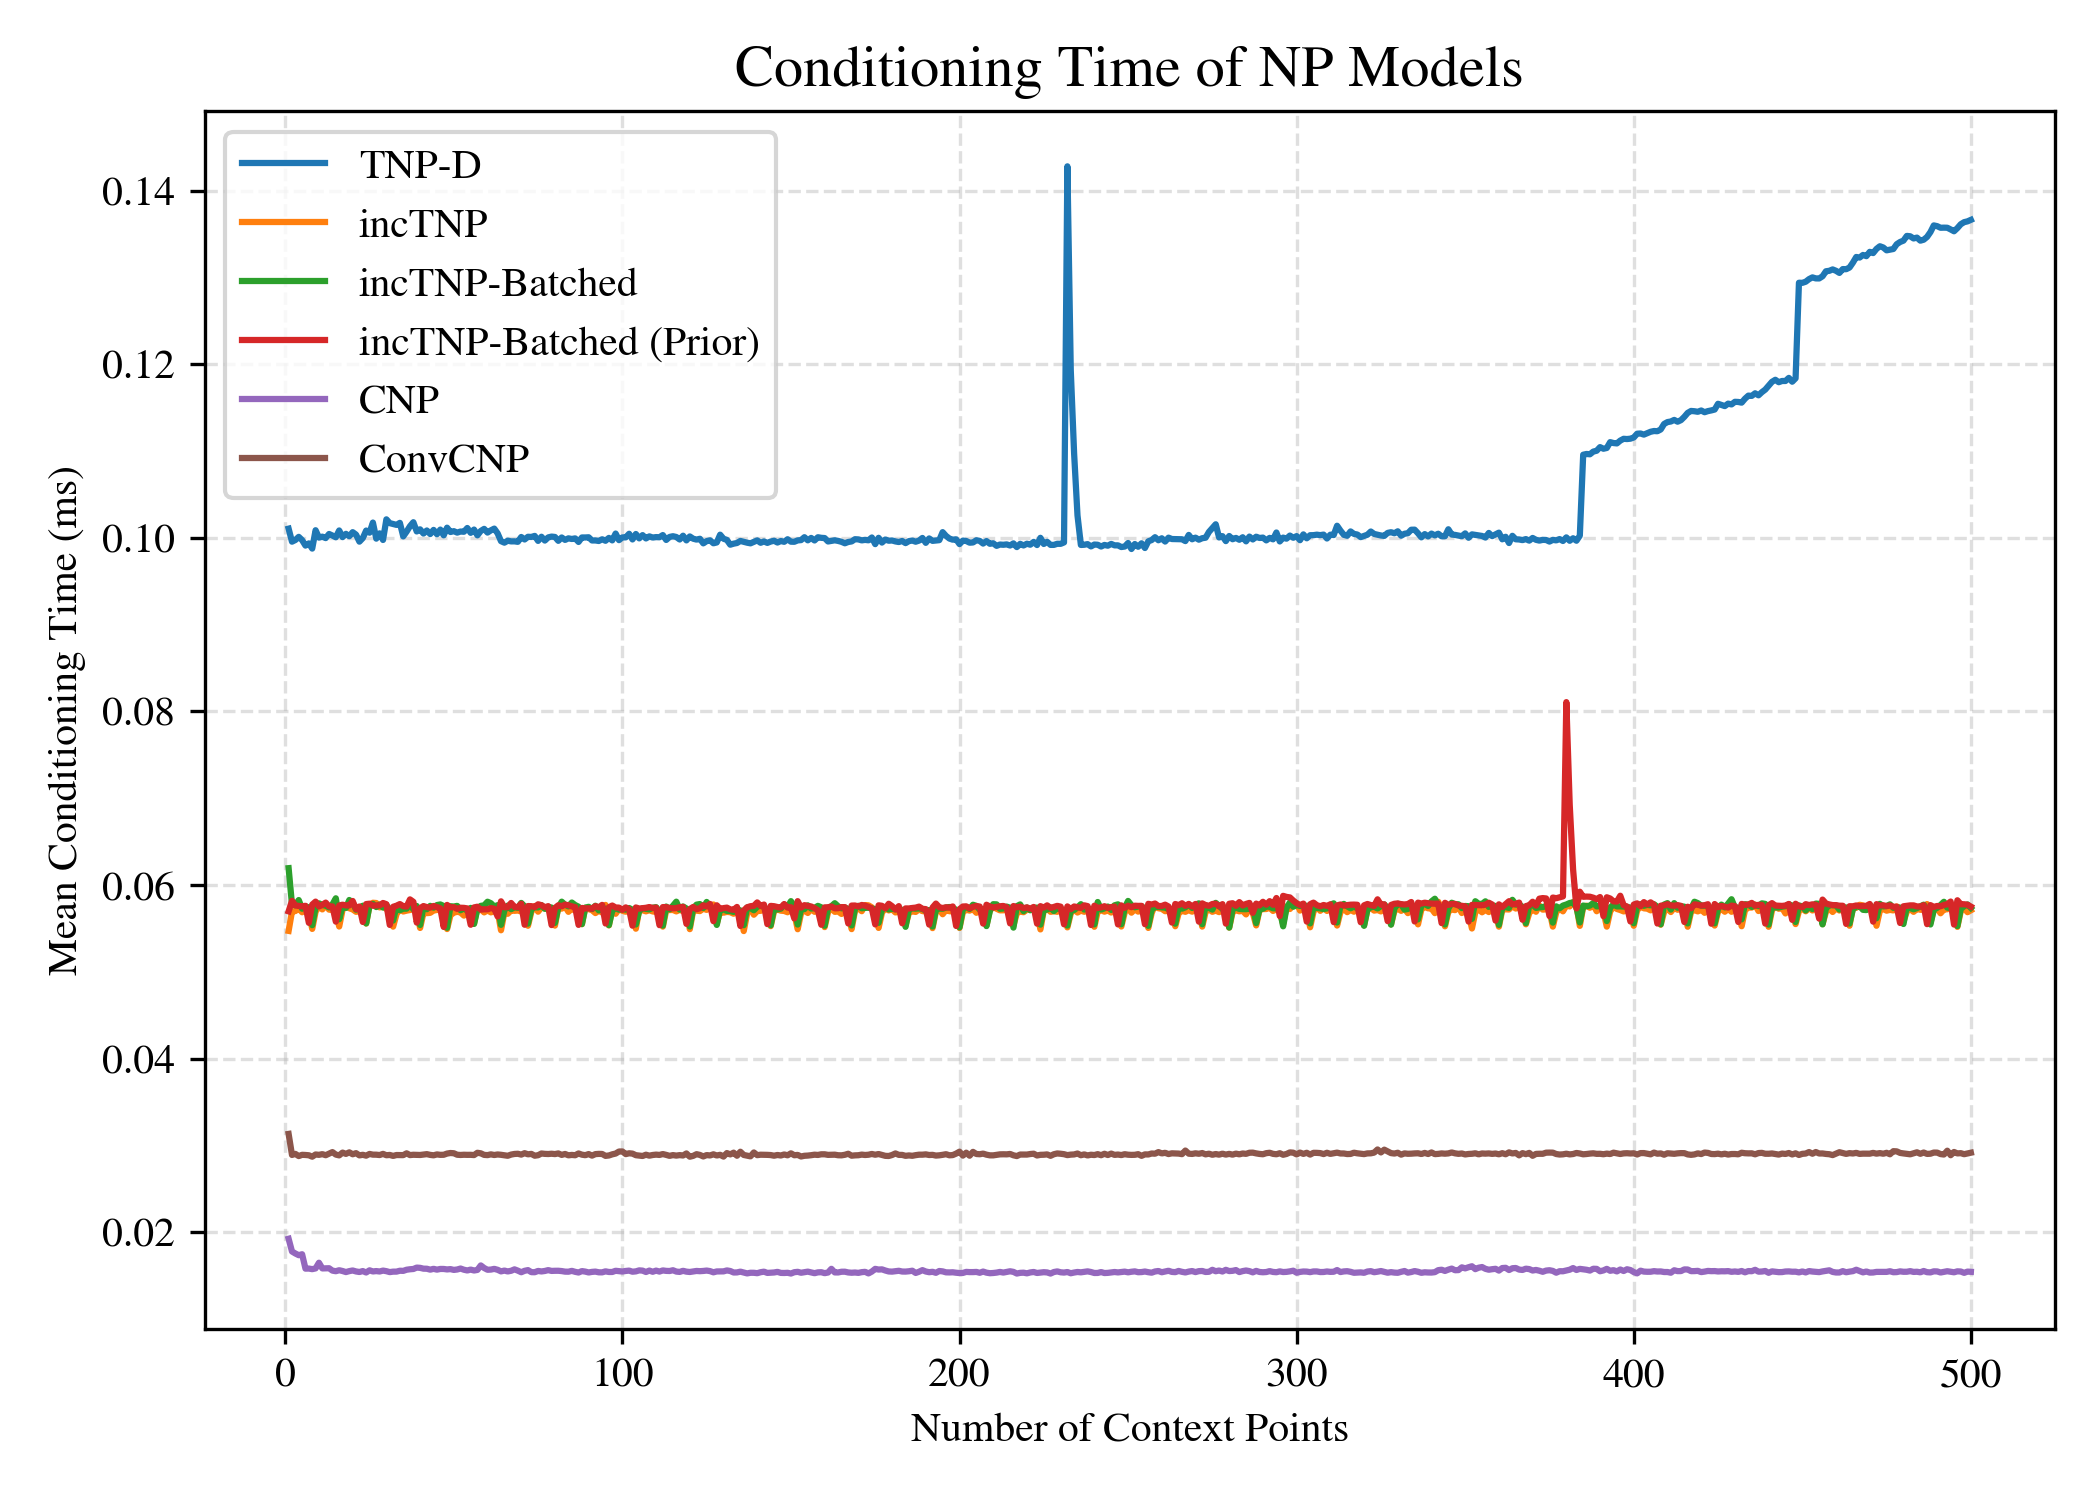 Conditioning Time of NP Models
TNP-D
incTNP
incTNP-Batched
incTNP-Batched (Prior)
CNP
ConvCNP
Mean Conditioning Time (ms)
0.14
0.12
0.10
0.08
0.06
0.04
0.02
0 100 200 300 400 500
Number of Context Points